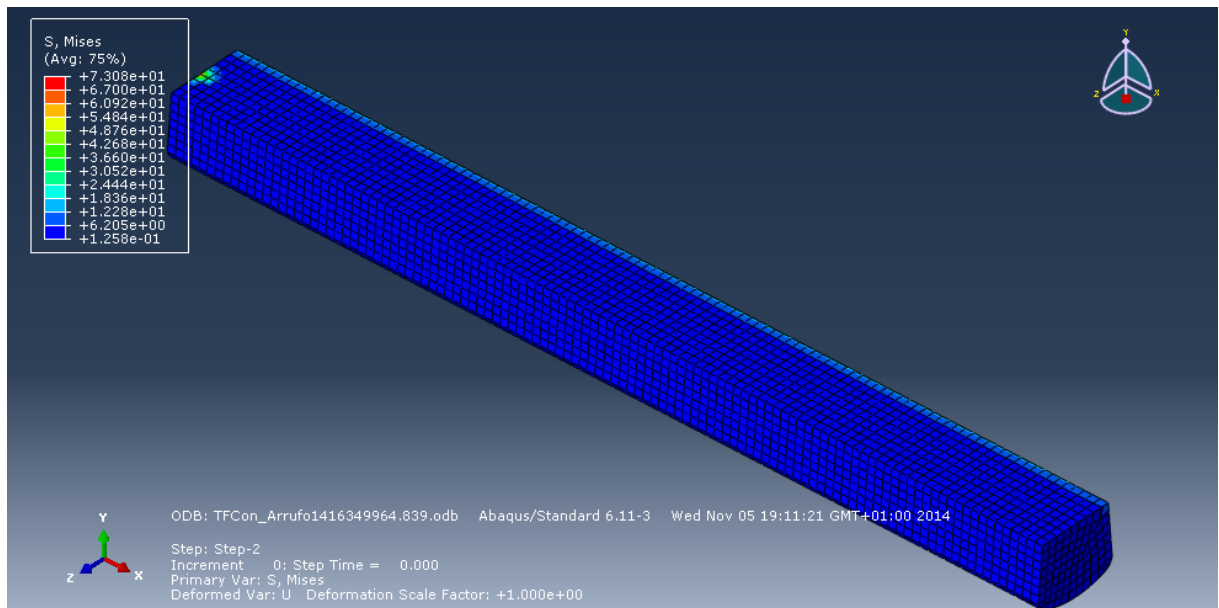 S, Mises
(Avg: 75%)
+7.308e+01
+6.700e+01
+6.092e+01
+5.484e+01
+4.876e+01
+4.268e+01
+3.660e+01
+3.052e+01
+2.444e+01
+1.836e+01
+1.228e+01
+6.205e+00
+1.258e-01
Y
Z
X
Y
Z
X
ODB: TFCon_Arrufo1416349964.839.odb    Abaqus/Standard 6.11-3    Wed Nov 05 19:11:21 GMT+01:00 2014
Step: Step-2
Increment      0: Step Time =    0.000
Primary Var: S, Mises
Deformed Var: U   Deformation Scale Factor: +1.000e+00